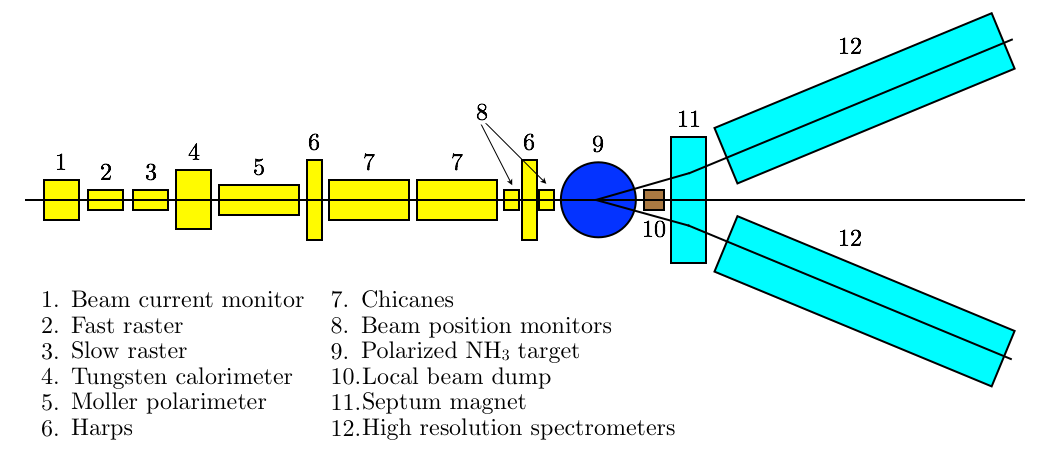 12
11
8
6
6
9
4
1
2
3
5
7
7
10
12
1. Beam current monitor
2. Fast raster
3. Slow raster
4. Tungsten calorimeter
5. Moller polarimeter
6. Harps
7. Chicanes
8. Beam position monitors
9. Polarized NH₃ target
10.Local beam dump
11.Septum magnet
12.High resolution spectrometers